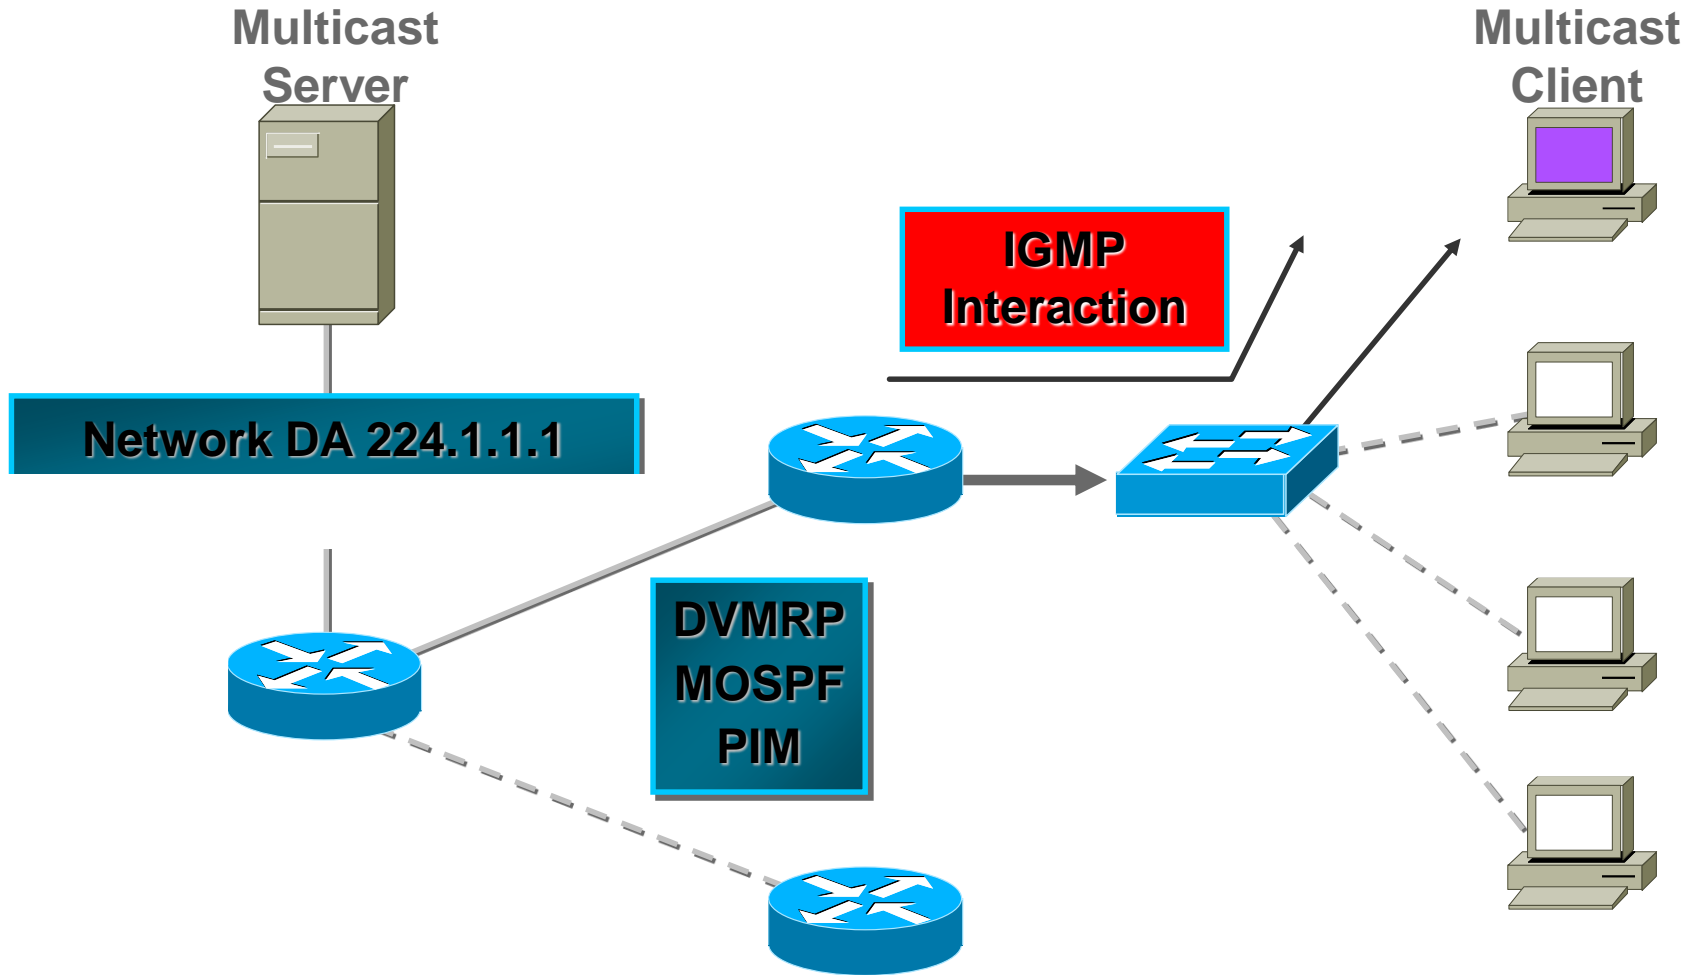 Multicast
Server
Multicast
Client
IGMP
Interaction
Network DA 224.1.1.1
DVMRP
MOSPF
PIM